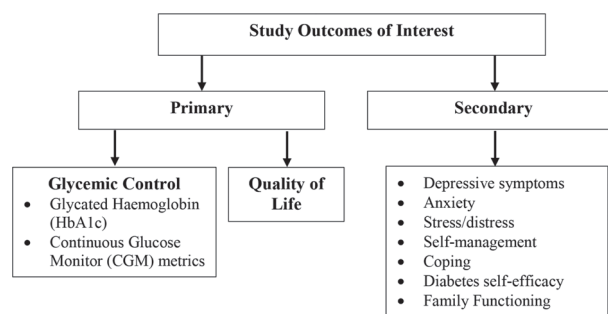 Study Outcomes of Interest
Primary
Secondary
Glycemic Control
• Glycated Haemoglobin
(HbA1c)
• Continuous Glucose
Monitor (CGM) metrics
Quality of
Life
• Depressive symptoms
• Anxiety
• Stress/distress
• Self-management
• Coping
• Diabetes self-efficacy
• Family Functioning